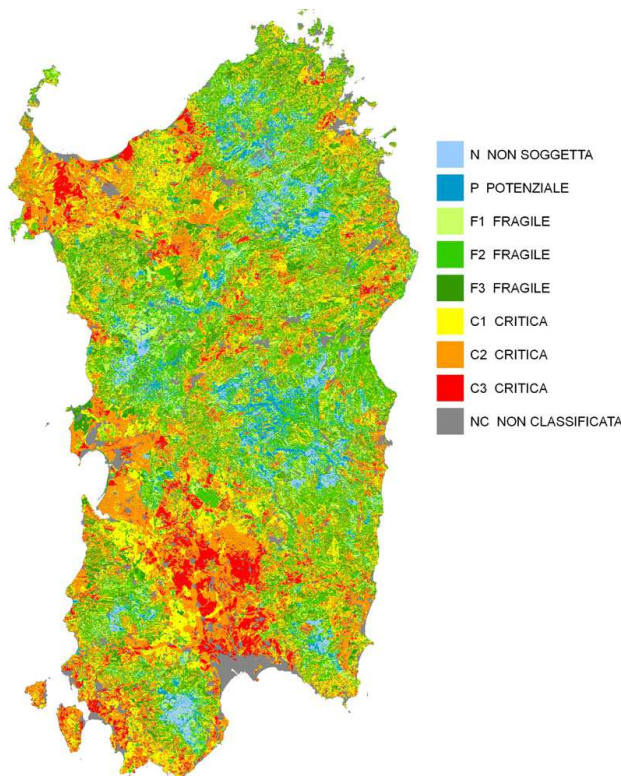 N NON SOGGETTA
P POTENZIALE
F1 FRAGILE
F2 FRAGILE
F3 FRAGILE
C1 CRITICA
C2 CRITICA
C3 CRITICA
NC NON CLASSIFICATA